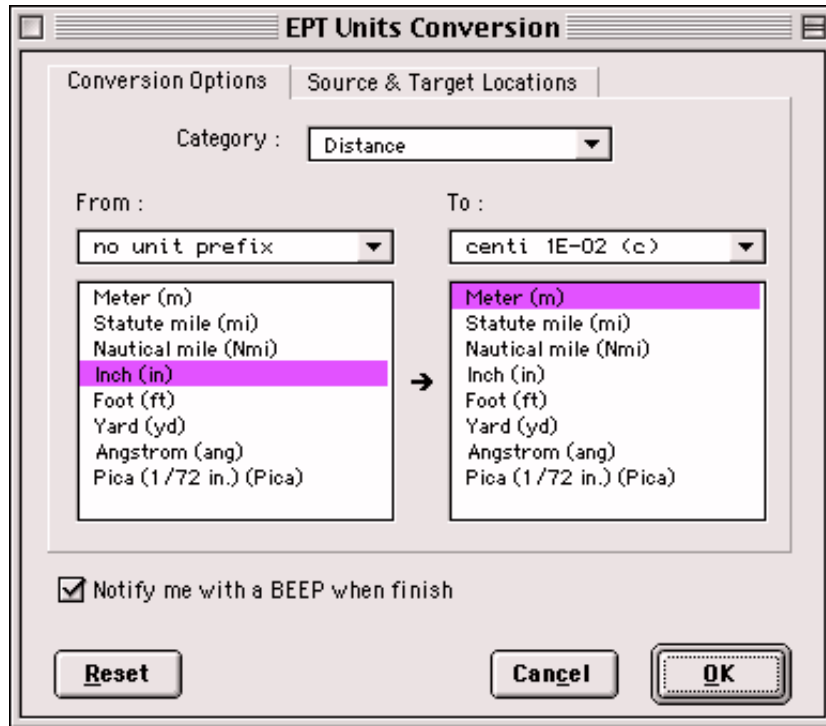 EPT Units Conversion
Conversion Options
Source & Target Locations
Category :
Distance
From :
To :
no unit prefix
centi 1E-02 (c)
Meter (m)
Statute mile (mi)
Nautical mile (Nmi)
Inch (in)
Foot (ft)
Yard (yd)
Angstrom (ang)
Pica (1/72 in.) (Pica)
Meter (m)
Statute mile (mi)
Nautical mile (Nmi)
Inch (in)
Foot (ft)
Yard (yd)
Angstrom (ang)
Pica (1/72 in.) (Pica)
Notify me with a BEEP when finish
Reset
Cancel
OK